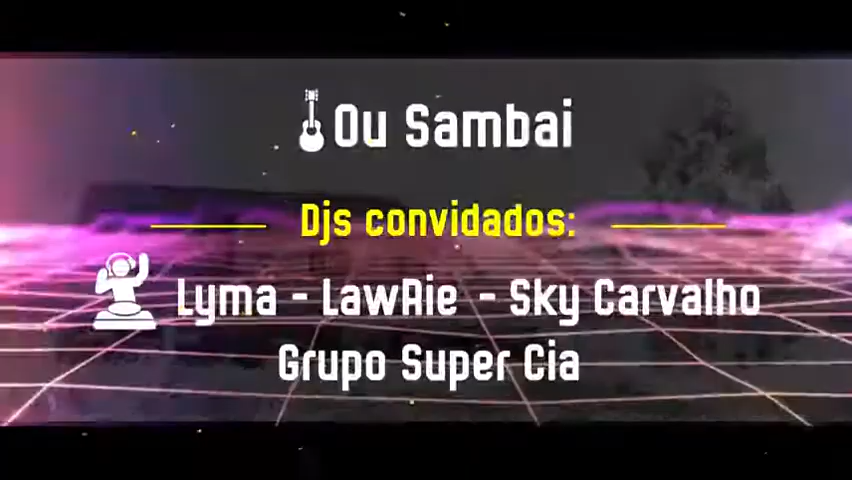 Ou Sambai
Djs convidados:
Lyma - LawRie - Sky Carvalho
Grupo Super Cia